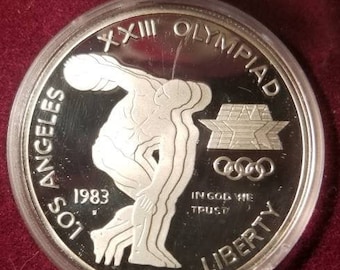 XXIII OLYMPIAD
LOS ANGELES
1983
IN GOD WE
TRUST
LIBERTY